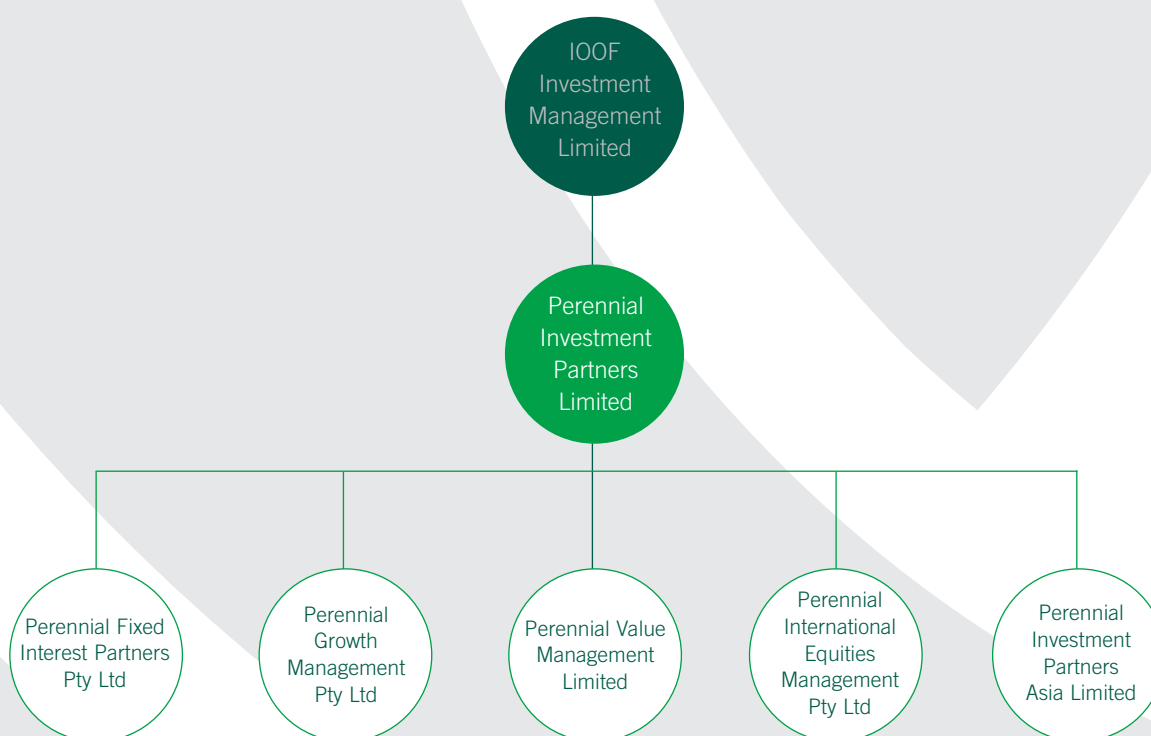 IOOF
Investment
Management
Limited
Perennial
Investment
Partners
Limited
Perennial Fixed
Interest Partners
Pty Ltd
Perennial
Growth
Management
Pty Ltd
Perennial Value
Management
Limited
Perennial
International
Equities
Management
Pty Ltd
Perennial
Investment
Partners
Asia Limited